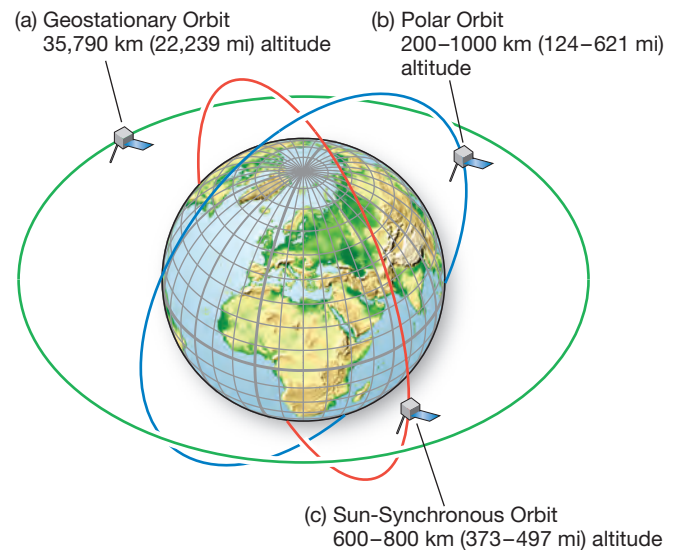 (a) Geostationary Orbit
35,790 km (22,239 mi) altitude
(b) Polar Orbit
200–1000 km (124–621 mi)
altitude
(c) Sun-Synchronous Orbit
600–800 km (373–497 mi) altitude